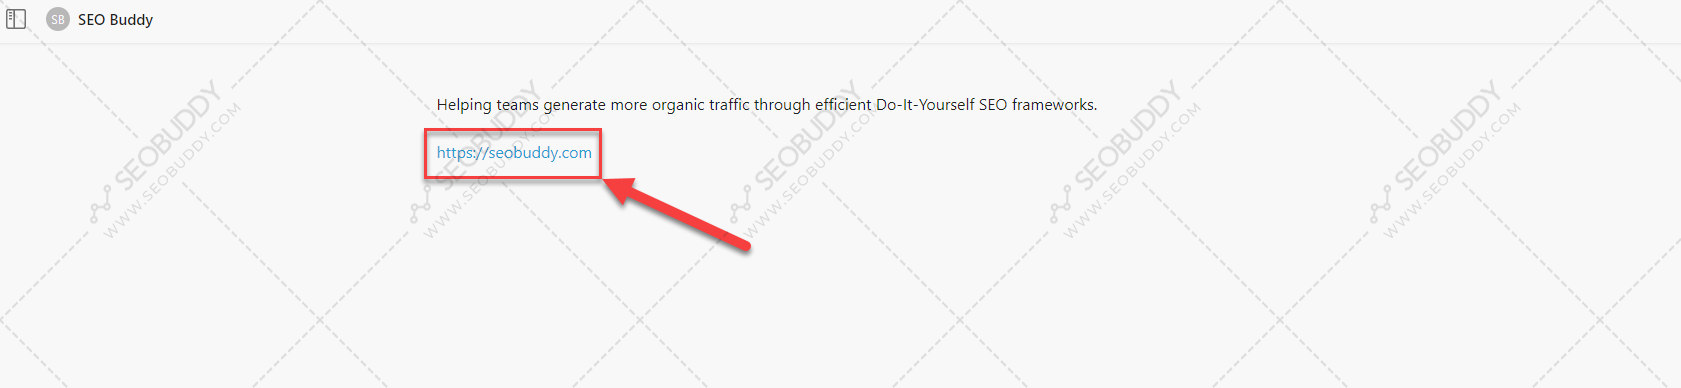 SB SEO Buddy
Helping teams generate more organic traffic through efficient Do-It-Yourself SEO frameworks.
https://seobuddy.com
SEOBUDDY
WWW.SEOBUDDY.COM
SEOBUDDY
WWW.SEOBUDDY.COM
SEOBUDDY
WWW.SEOBUDDY.COM
SEOBUDDY
WWW.SEOBUDDY.COM
SEOBUDDY
WWW.SEOBUDDY.COM